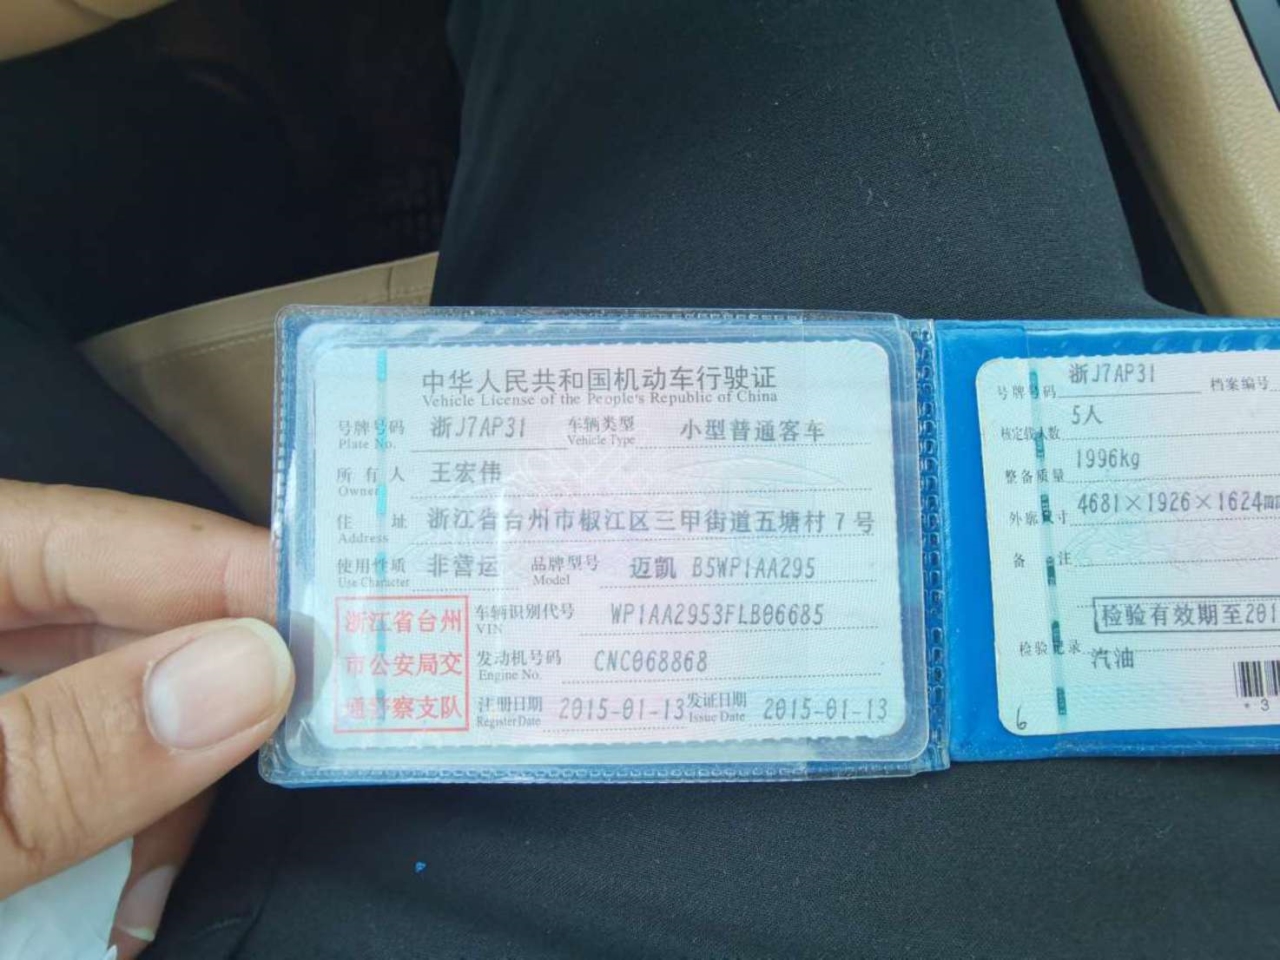 中华人民共和国机动车行驶证
Vehicle License of the People's Republic of China
号牌号码 浙J7AP31 车辆类型 小型普通客车
Plate No. Vehicle Type
所有人 王宏伟
Owner
住址 浙江省台州市椒江区三甲街道五塘村7号
Address
使用性质 非营运 品牌型号 迈凯 B5WP1AA295
Use Character Model
浙江省台州
市公安局交
通警察支队
车辆识别代号 WP1AA2953FLB06685
VIN
发动机号码 CNC068868
Engine No.
注册日期 2015-01-13 发证日期 2015-01-13
Register Date Issue Date
号牌号码 浙J7AP31 档案编号
核定载人数 5人
整备质量 1996kg
外廓尺寸 4681×1926×1624mm
备注
检验有效期至201
检验记录 汽油
6
*3